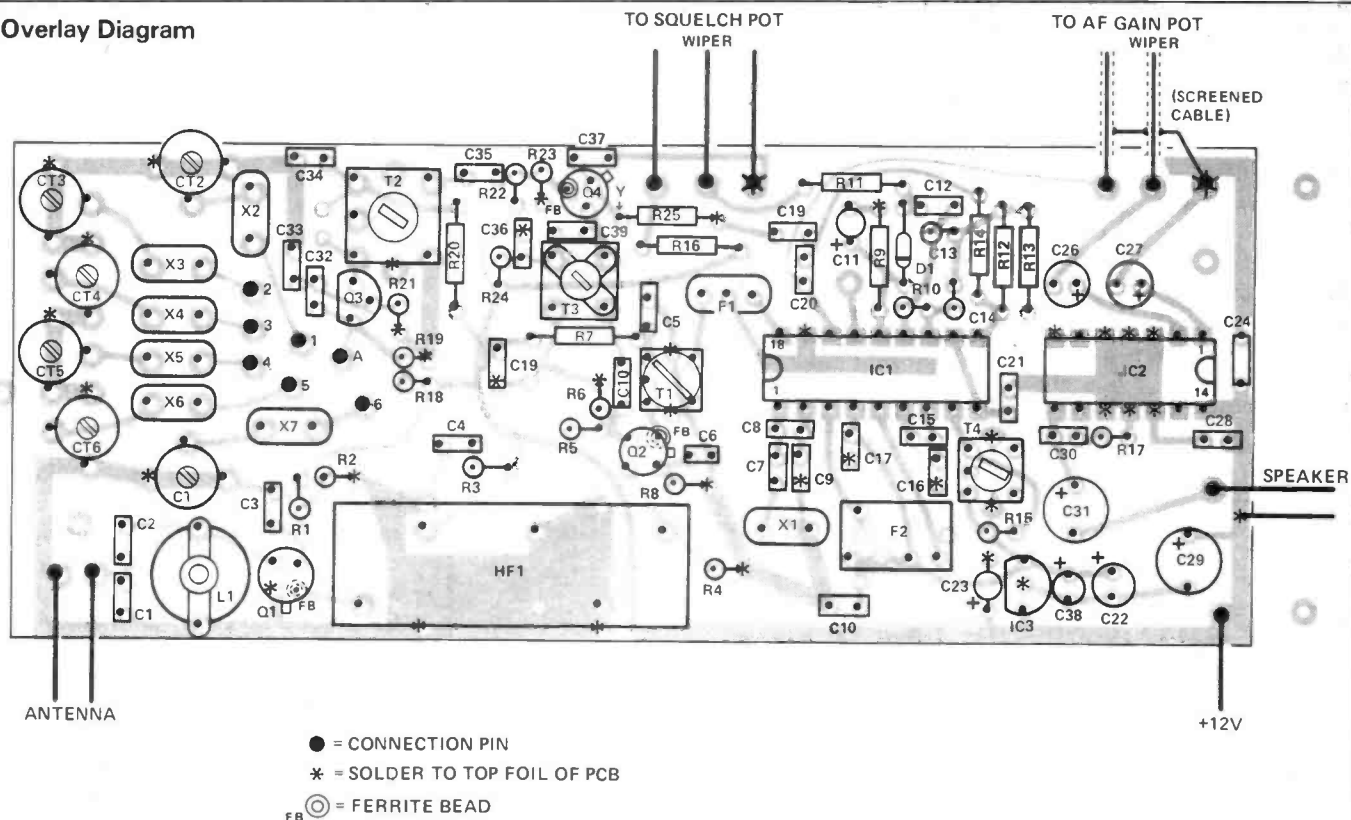 Overlay Diagram
TO SQUELCH POT
WIPER
TO AF GAIN POT
WIPER
(SCREENED
CABLE)
CT3
CT2
X2
C34
T2
C35
R22
R23
C37
Q4
FB
Y
R25
R16
C36
C39
R11
C12
C19
C11
R9
D1
C13
R14
R12
R13
C26
C27
C33
C32
X3
CT4
2
Q3
R21
R20
R24
T3
C5
F1
C20
R10
C14
C24
X4
3
1
R7
18
IC1
1
C21
1
IC2
14
CT5
X5
4
A
R19
R18
C19
R6
C10
T1
X6
5
6
CT6
X7
C4
R5
Q2
FB
C6
C8
C17
C15
T4
C30
R17
C28
C1
R2
R3
R8
C7
C9
C16
SPEAKER
C3
R1
C2
X1
F2
R15
C31
L1
Q1
FB
HF1
R4
C23
C29
C1
C10
IC3
C38
C22
ANTENNA
+12V
● = CONNECTION PIN
* = SOLDER TO TOP FOIL OF PCB
FB = FERRITE BEAD